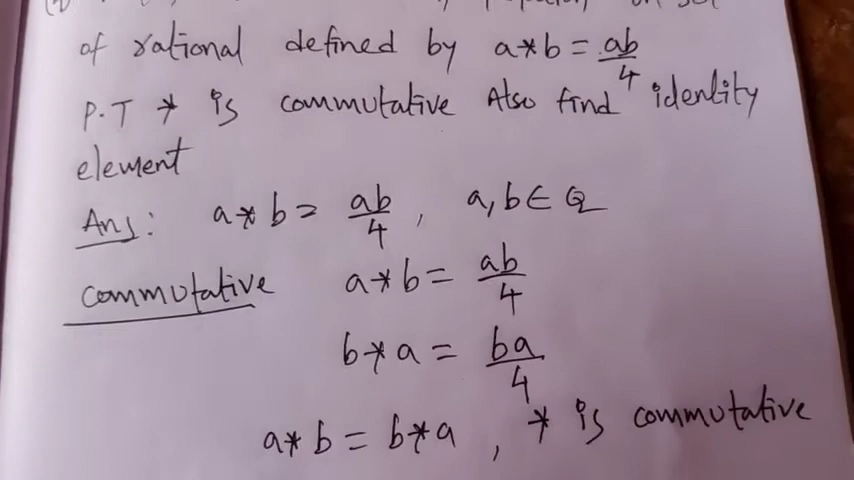 of rational defined by a * b = ab/4
P.T * is commutative Also find identity
element
Ans: a * b = ab/4, a, b ∈ Q
commutative a * b = ab/4
b * a = ba/4
a * b = b * a, * is commutative